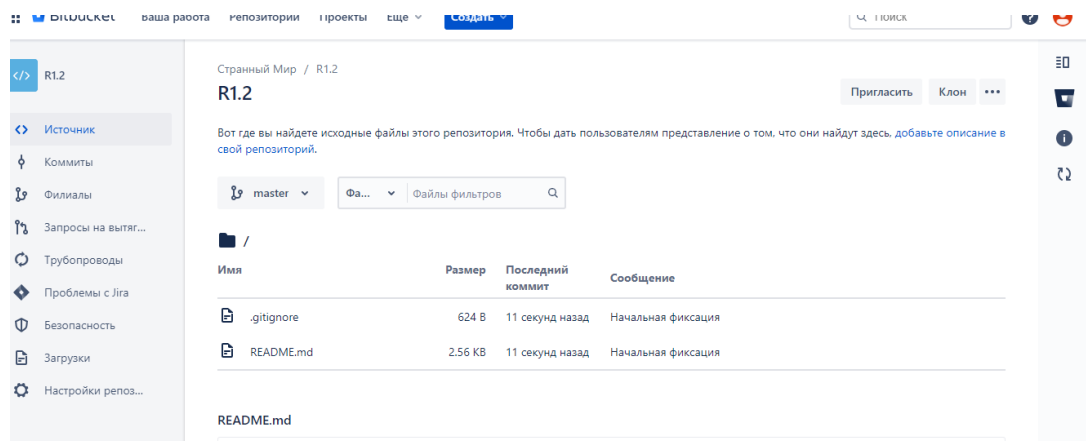 Bitbucket Ваша работа Репозитории Проекты Еще Создать Поиск
R1.2
Странный Мир / R1.2
R1.2
Пригласить Клон
Источник
Вот где вы найдете исходные файлы этого репозитория. Чтобы дать пользователям представление о том, что они найдут здесь, добавьте описание в
свой репозиторий.
Коммиты
Филиалы
master Фа... Файлы фильтров
Запросы на вытяг...
/
Трубопроводы
Имя Размер Последний коммит Сообщение
Проблемы с Jira
.gitignore 624 B 11 секунд назад Начальная фиксация
Безопасность
README.md 2.56 KB 11 секунд назад Начальная фиксация
Загрузки
Настройки репоз...
README.md